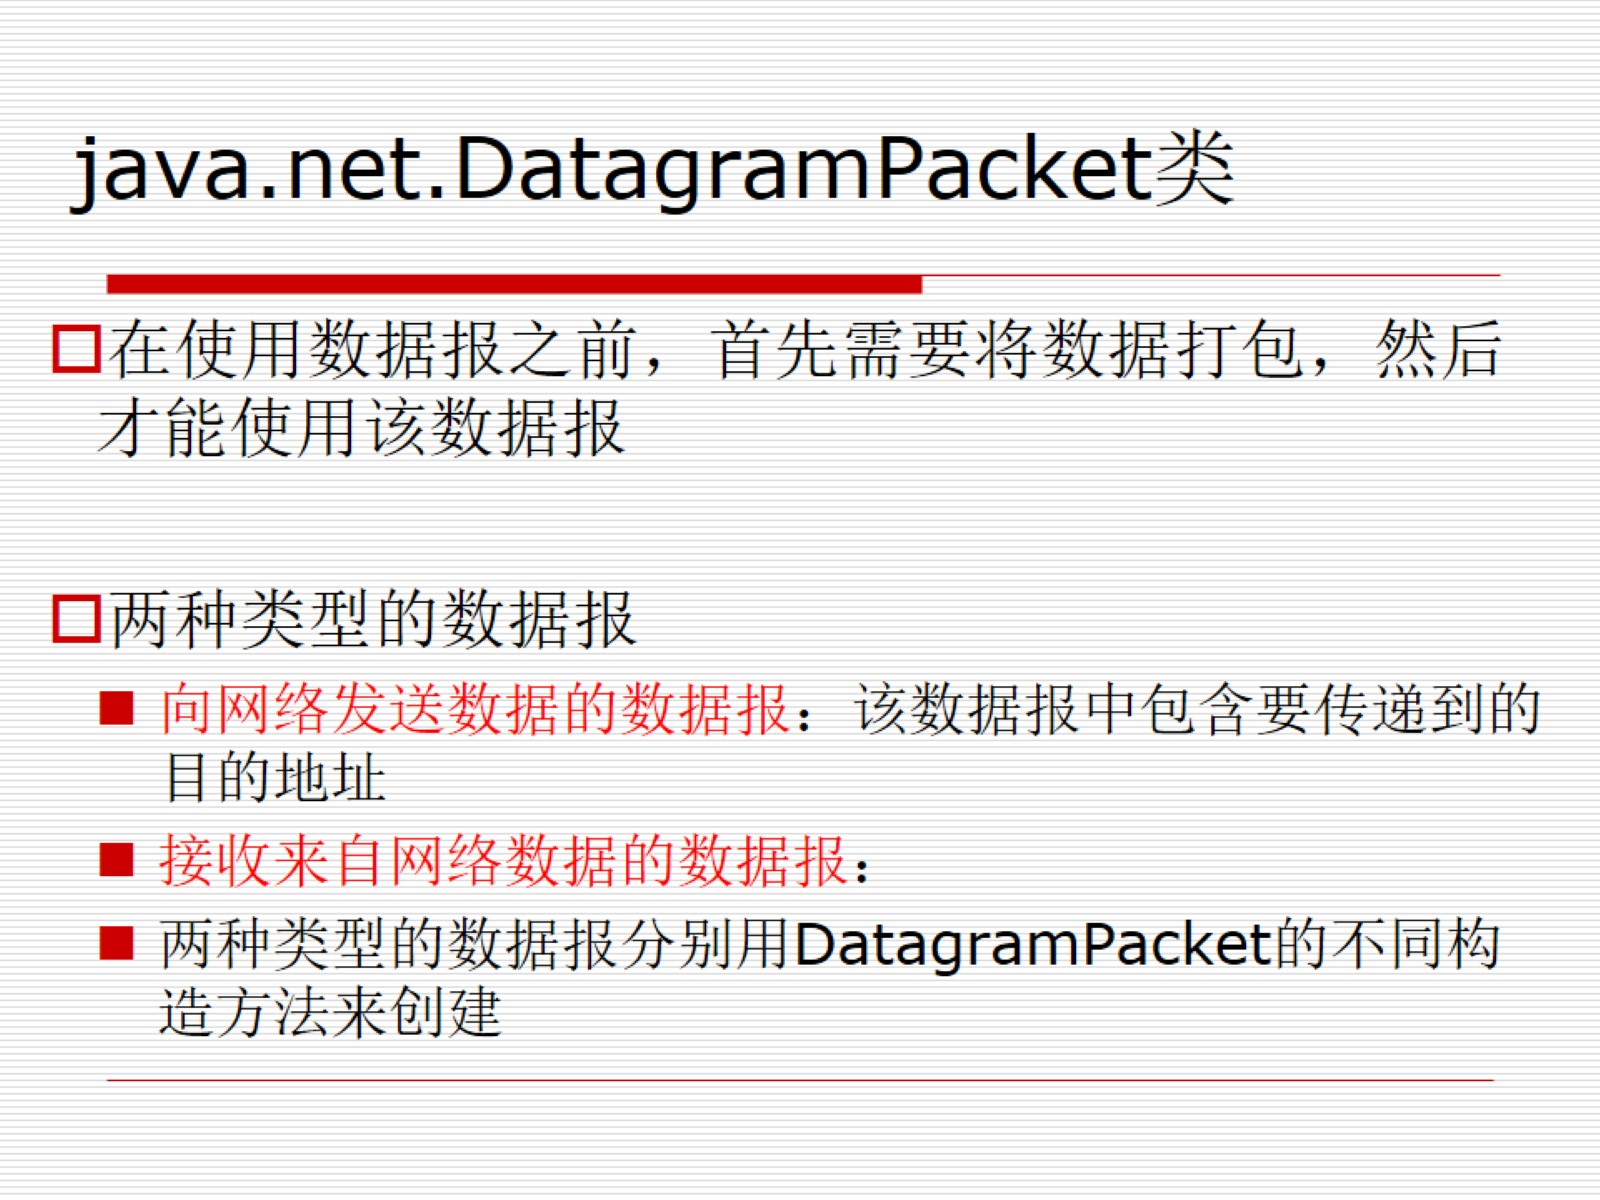 java.net.DatagramPacket类
在使用数据报之前，首先需要将数据打包，然后
才能使用该数据报
两种类型的数据报
向网络发送数据的数据报：该数据报中包含要传递到的
目的地址
接收来自网络数据的数据报：
两种类型的数据报分别用DatagramPacket的不同构
造方法来创建